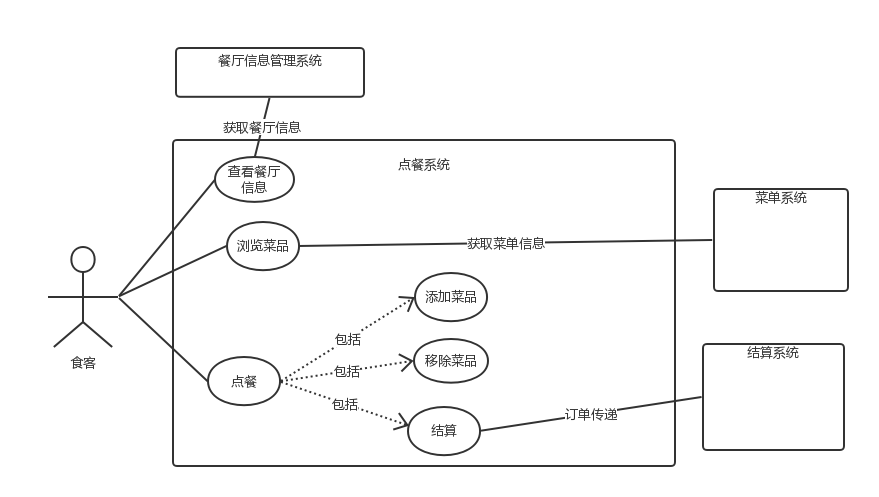 餐厅信息管理系统
获取餐厅信息
点餐系统
查看餐厅
信息
菜单系统
浏览菜品
获取菜单信息
添加菜品
包括
结算系统
食客
点餐
包括
移除菜品
包括
结算
订单传递